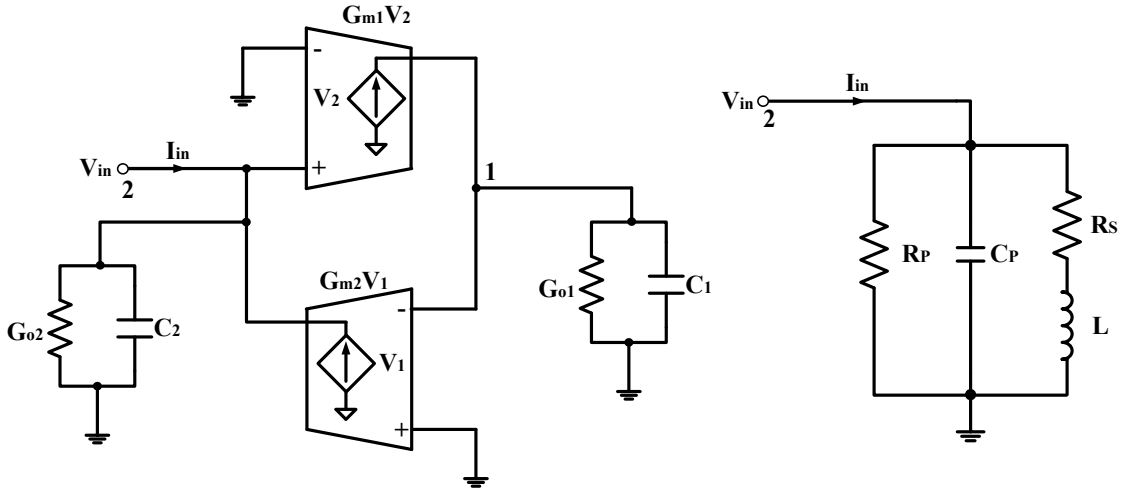 Gm1V2
-
V2
Iin
Vin
2
+
1
Gm2V1
-
Go1
C1
Go2
C2
V1
+
Iin
Vin
2
RP
CP
RS
L